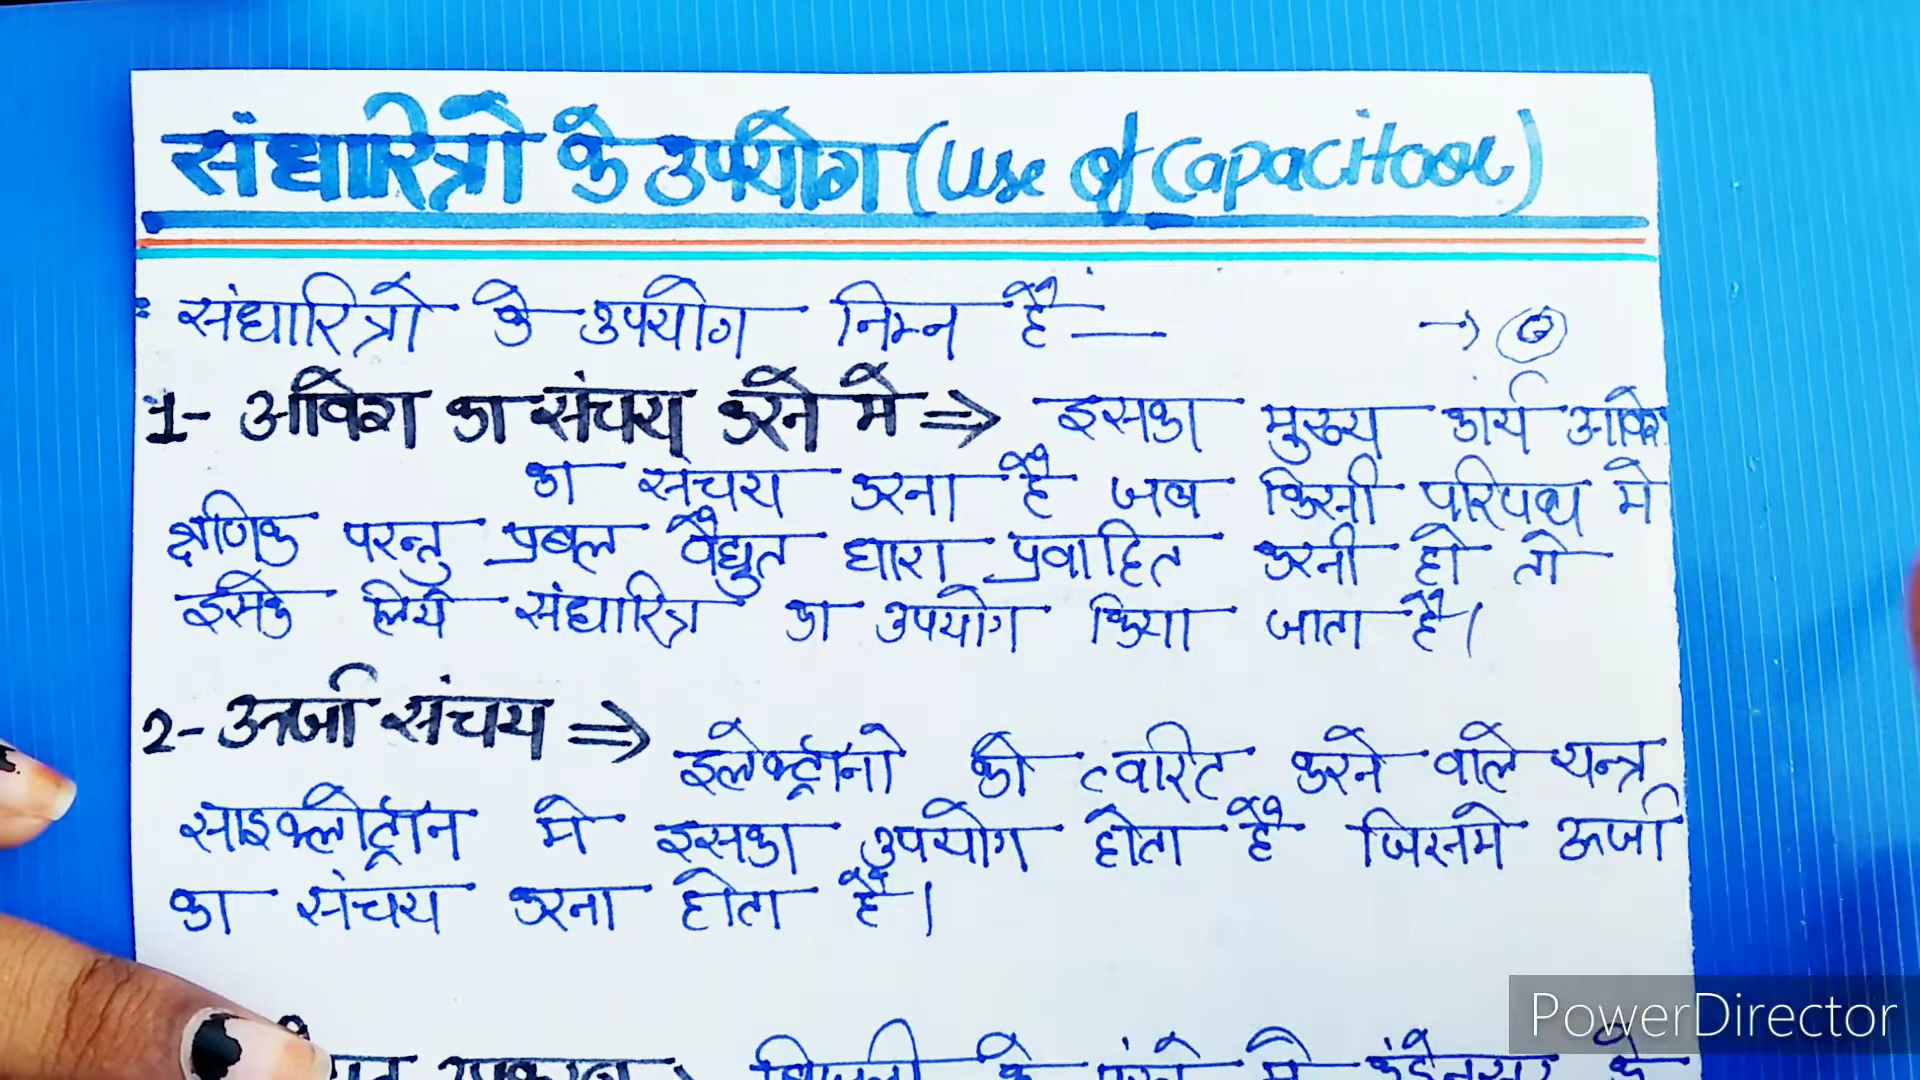 संधारित्रो के उपयोग (Use of Capacitoor)
संधारित्रो के उपयोग निम्न है—
1- आवेश का संचय करने मे ⇒ इसका मुख्य कार्य आवेश
का संचय करना है जब किसी परिपथ मे
क्षणिक परन्तु प्रबल वैद्युत धारा प्रवाहित करनी हो तो
इसके लिये संधारित्र का उपयोग किया जाता है।
2- ऊर्जा संचय ⇒ इलेक्ट्रॉनो को त्वरित करने वाले यन्त्र
साइक्लोट्रॉन मे इसका उपयोग होता है जिसमे ऊर्जा
का संचय करना होता है।
PowerDirector